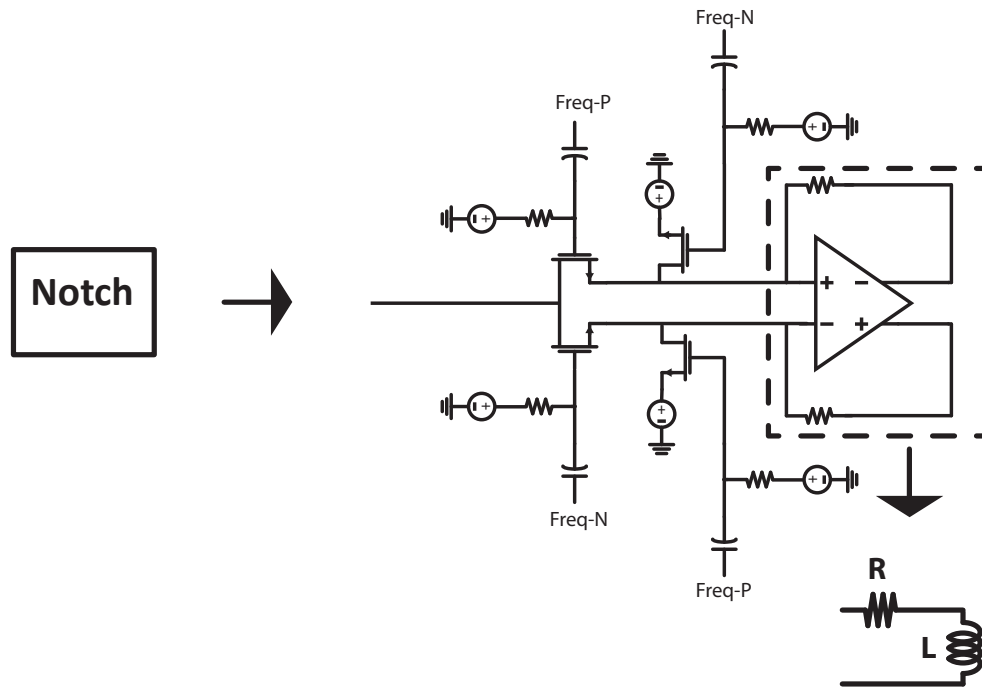 Freq-N
Freq-P
Notch
+ −
− +
Freq-N
Freq-P
R
L